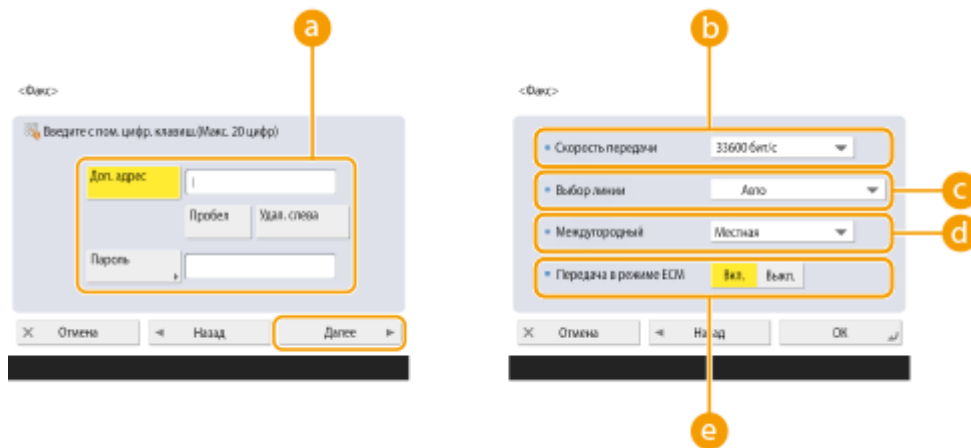 a
<Факс>
Введите с пом. цифр. клавиш.(Макс. 20 цифр)
Доп. адрес
Пробел
Удал. слева
Пароль
Отмена
Назад
Далее
b
<Факс>
Скорость передачи
33600 бит/с
Выбор линии
Авто
c
Междугородный
Местная
d
Передача в режиме ECM
Вкл.
Выкл.
Отмена
Назад
OK
e